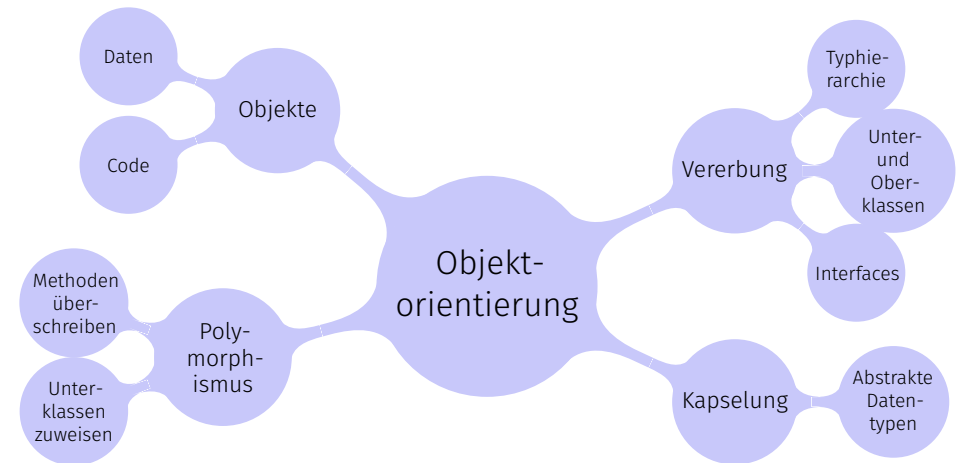 Daten
Objekte
Code
Objekt-
orientierung
Methoden
über-
schreiben
Poly-
morph-
ismus
Unter-
klassen
zuweisen
Typhie-
rarchie
Vererbung
Unter-
und
Ober-
klassen
Interfaces
Kapselung
Abstrakte
Daten-
typen